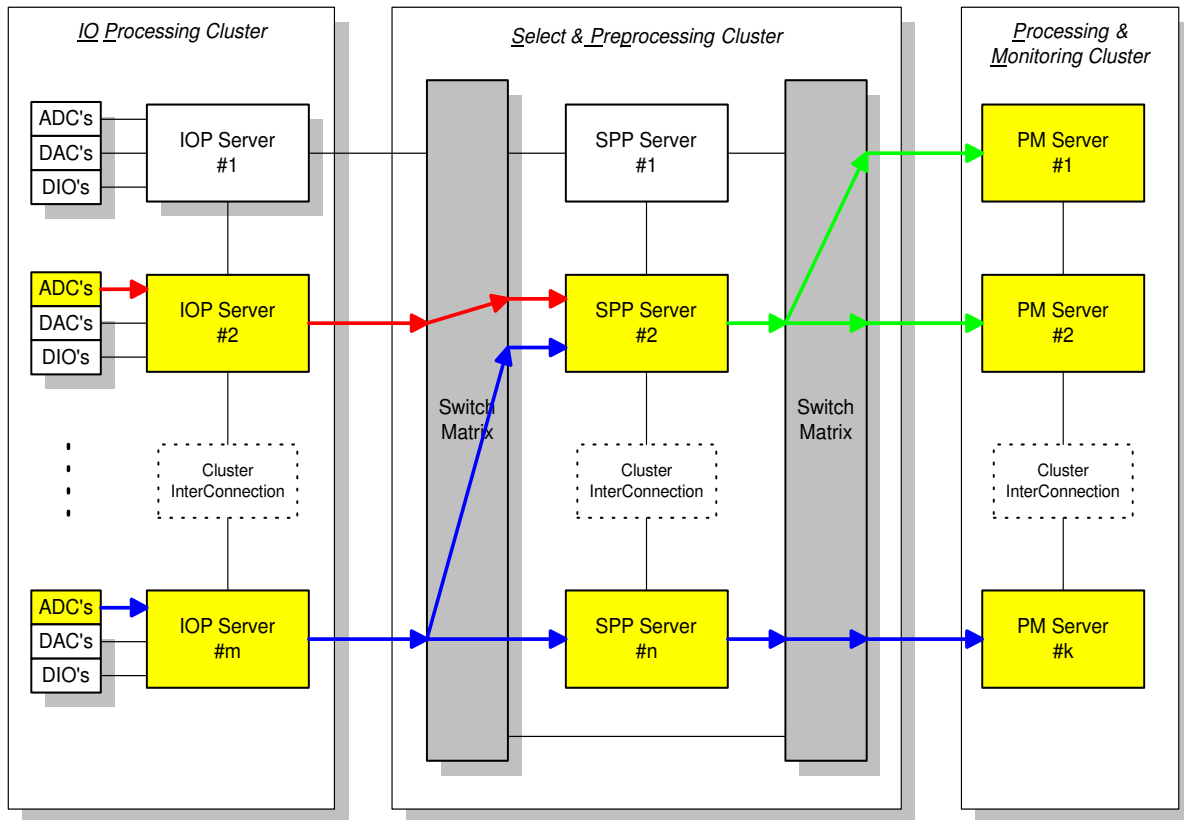 IO Processing Cluster
Select & Preprocessing Cluster
Processing &
Monitoring Cluster
ADC's
DAC's
DIO's
IOP Server
#1
SPP Server
#1
PM Server
#1
ADC's
DAC's
DIO's
IOP Server
#2
SPP Server
#2
PM Server
#2
Switch
Matrix
Switch
Matrix
Cluster
InterConnection
Cluster
InterConnection
Cluster
InterConnection
ADC's
DAC's
DIO's
IOP Server
#m
SPP Server
#n
PM Server
#k